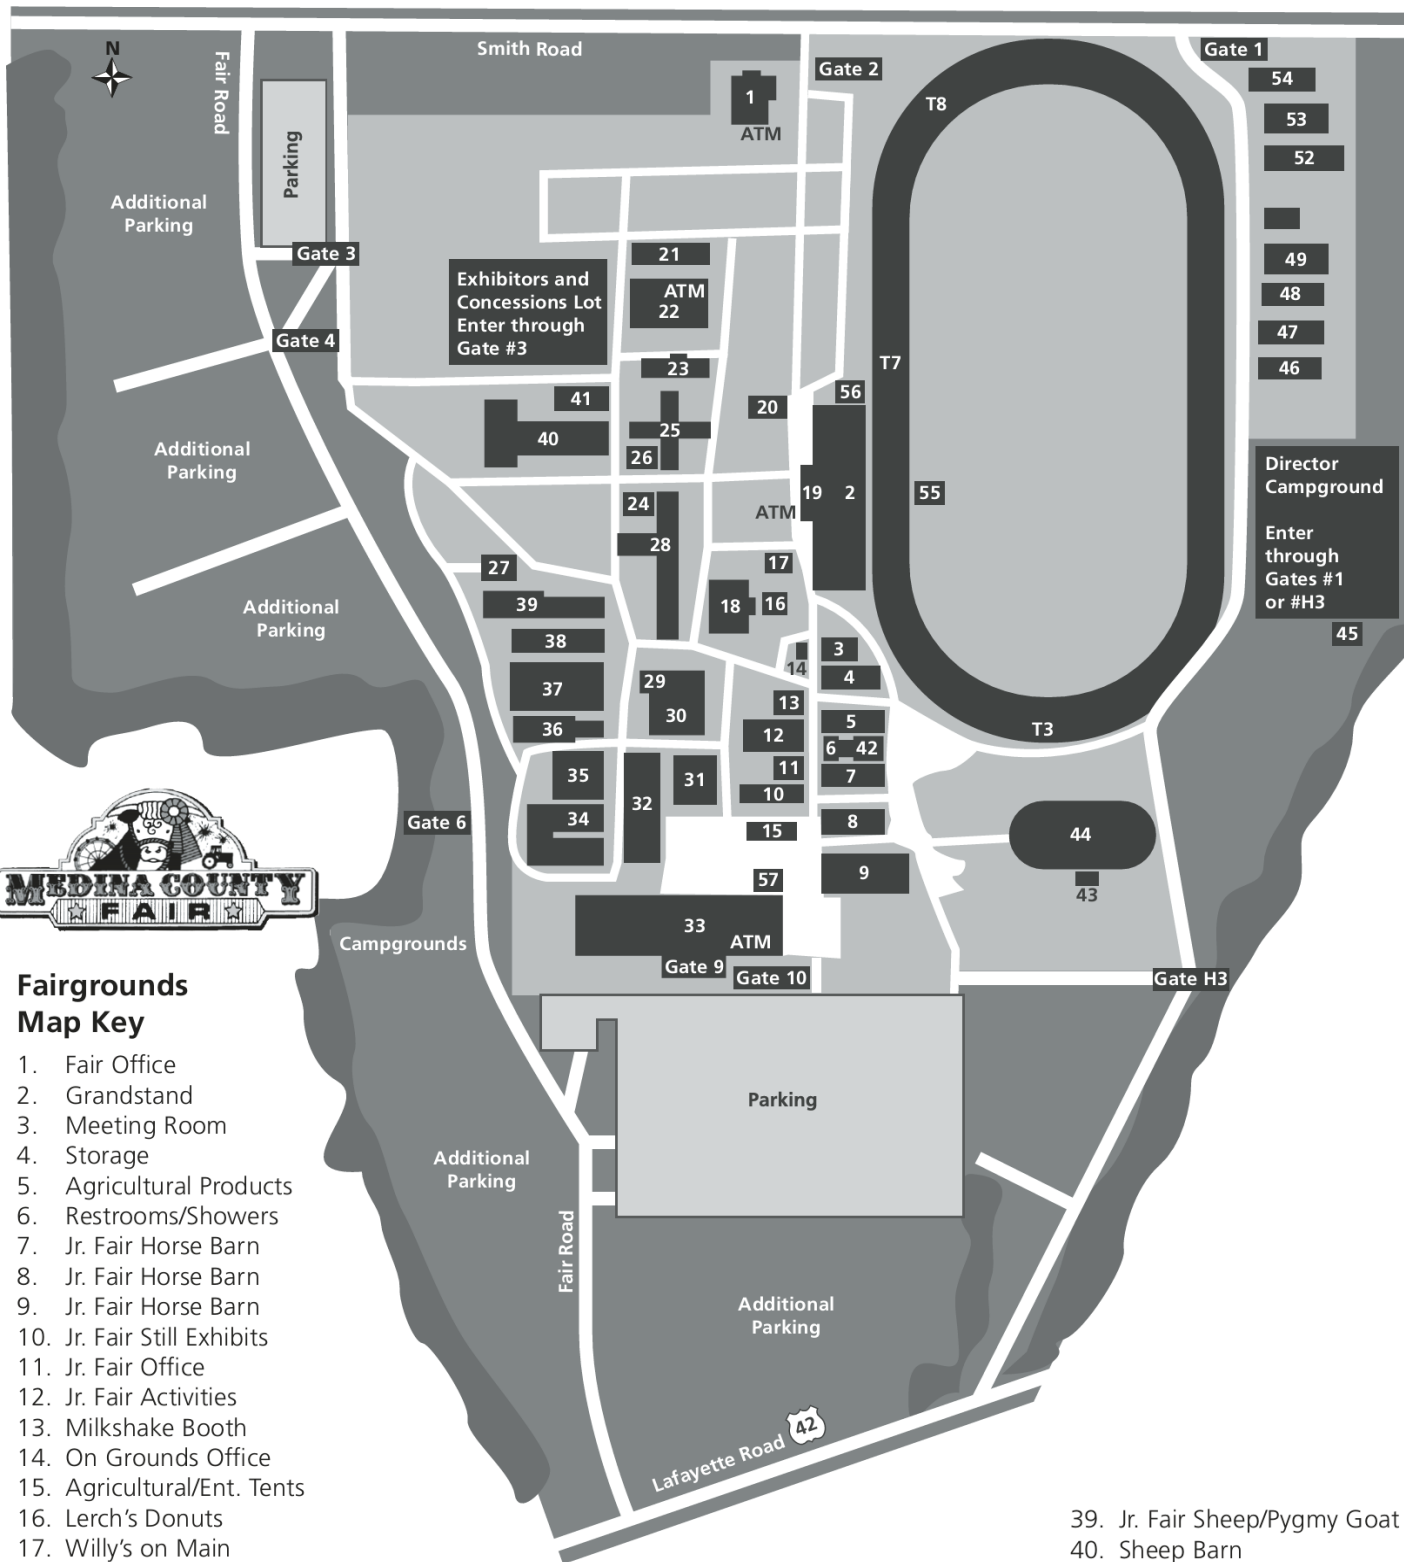 N
Fair Road
Smith Road
Parking
Additional
Parking
1
ATM
Gate 2
Gate 1
54
53
52
49
48
47
46
T8
T7
55
T3
Gate 3
Gate 4
Exhibitors and
Concessions Lot
Enter through
Gate #3
21
ATM
22
23
41
40
25
26
20
56
19
2
ATM
24
28
27
39
38
37
36
35
34
17
18
16
14
3
4
29
30
13
12
11
10
5
6
42
7
8
9
31
32
15
57
33
ATM
Gate 9
Gate 10
44
43
Gate H3
Director
Campground
Enter
through
Gates #1
or #H3
45
Additional
Parking
Additional
Parking
Gate 6
MEDINA COUNTY
FAIR
Campgrounds
Parking
Additional
Parking
Fair Road
Additional
Parking
Lafayette Road
42
Fairgrounds
Map Key
1. Fair Office
2. Grandstand
3. Meeting Room
4. Storage
5. Agricultural Products
6. Restrooms/Showers
7. Jr. Fair Horse Barn
8. Jr. Fair Horse Barn
9. Jr. Fair Horse Barn
10. Jr. Fair Still Exhibits
11. Jr. Fair Office
12. Jr. Fair Activities
13. Milkshake Booth
14. On Grounds Office
15. Agricultural/Ent. Tents
16. Lerch's Donuts
17. Willy's on Main
39. Jr. Fair Sheep/Pygmy Goat
40. Sheep Barn